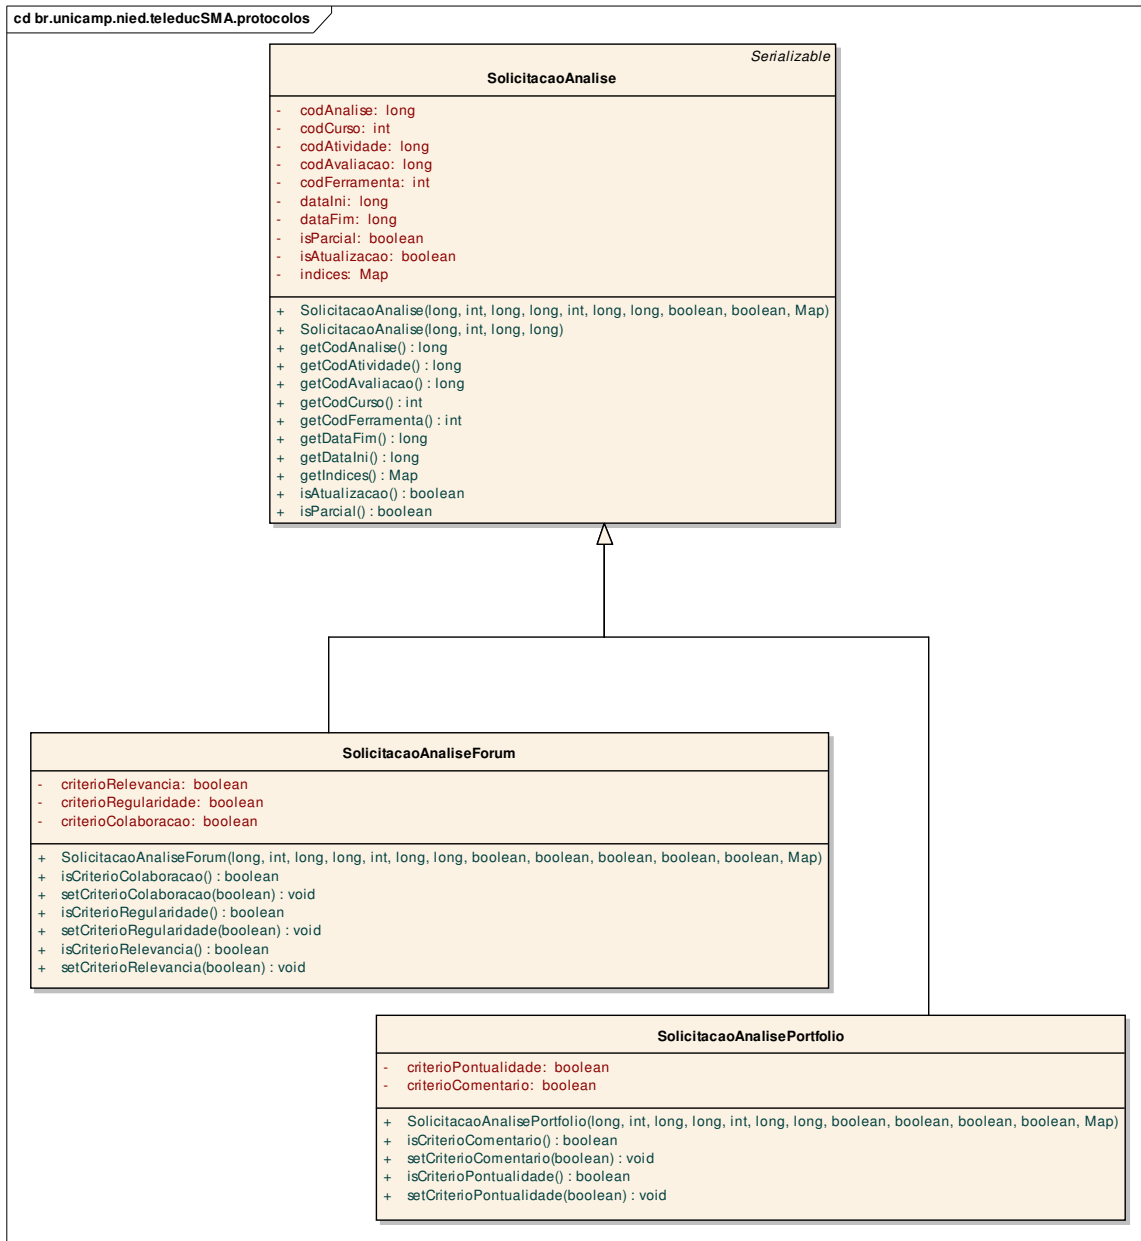 cd br.unicamp.nied.teleducSMA.protocolos
Serializable
SolicitacaoAnalise
- codAnalise: long
- codCurso: int
- codAtividade: long
- codAvaliacao: long
- codFerramenta: int
- dataIni: long
- dataFim: long
- isParcial: boolean
- isAtualizacao: boolean
- indices: Map
+ SolicitacaoAnalise(long, int, long, long, int, long, long, boolean, boolean, Map)
+ SolicitacaoAnalise(long, int, long, long)
+ getCodAnalise() : long
+ getCodAtividade() : long
+ getCodAvaliacao() : long
+ getCodCurso() : int
+ getCodFerramenta() : int
+ getDataFim() : long
+ getDataIni() : long
+ getIndices() : Map
+ isAtualizacao() : boolean
+ isParcial() : boolean
SolicitacaoAnaliseForum
- criterioRelevancia: boolean
- criterioRegularidade: boolean
- criterioColaboracao: boolean
+ SolicitacaoAnaliseForum(long, int, long, long, int, long, long, boolean, boolean, boolean, boolean, boolean, Map)
+ isCriterioColaboracao() : boolean
+ setCriterioColaboracao(boolean) : void
+ isCriterioRegularidade() : boolean
+ setCriterioRegularidade(boolean) : void
+ isCriterioRelevancia() : boolean
+ setCriterioRelevancia(boolean) : void
SolicitacaoAnalisePortfolio
- criterioPontualidade: boolean
- criterioComentario: boolean
+ SolicitacaoAnalisePortfolio(long, int, long, long, int, long, long, boolean, boolean, boolean, boolean, Map)
+ isCriterioComentario() : boolean
+ setCriterioComentario(boolean) : void
+ isCriterioPontualidade() : boolean
+ setCriterioPontualidade(boolean) : void